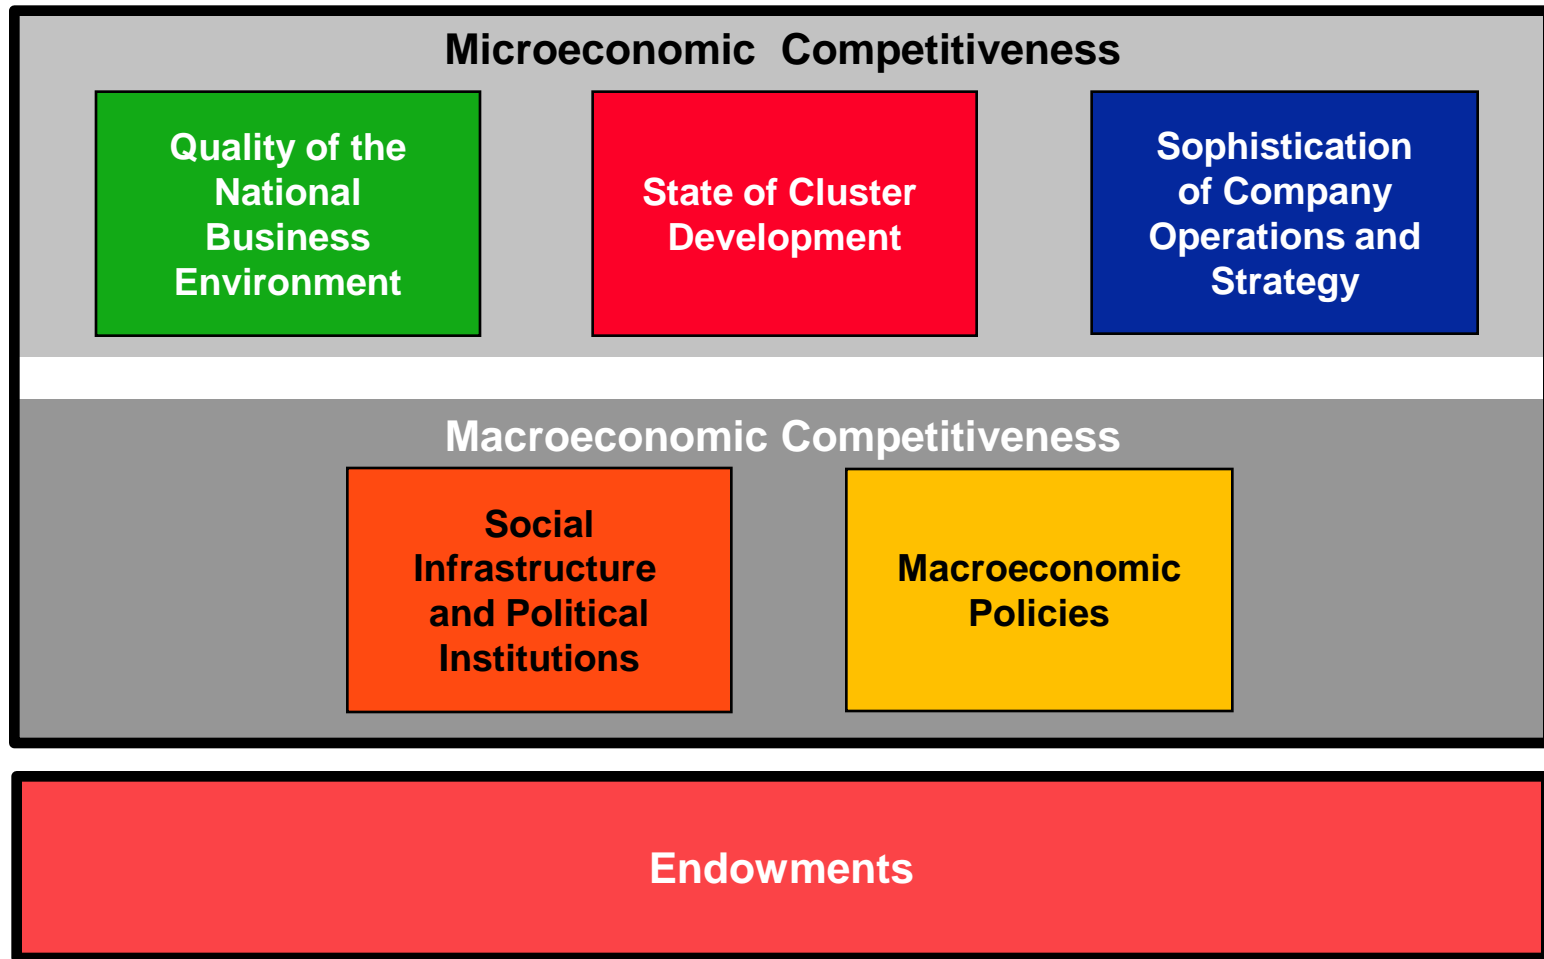 Microeconomic Competitiveness
Quality of the
National
Business
Environment
State of Cluster
Development
Sophistication
of Company
Operations and
Strategy
Macroeconomic Competitiveness
Social
Infrastructure
and Political
Institutions
Macroeconomic
Policies
Endowments